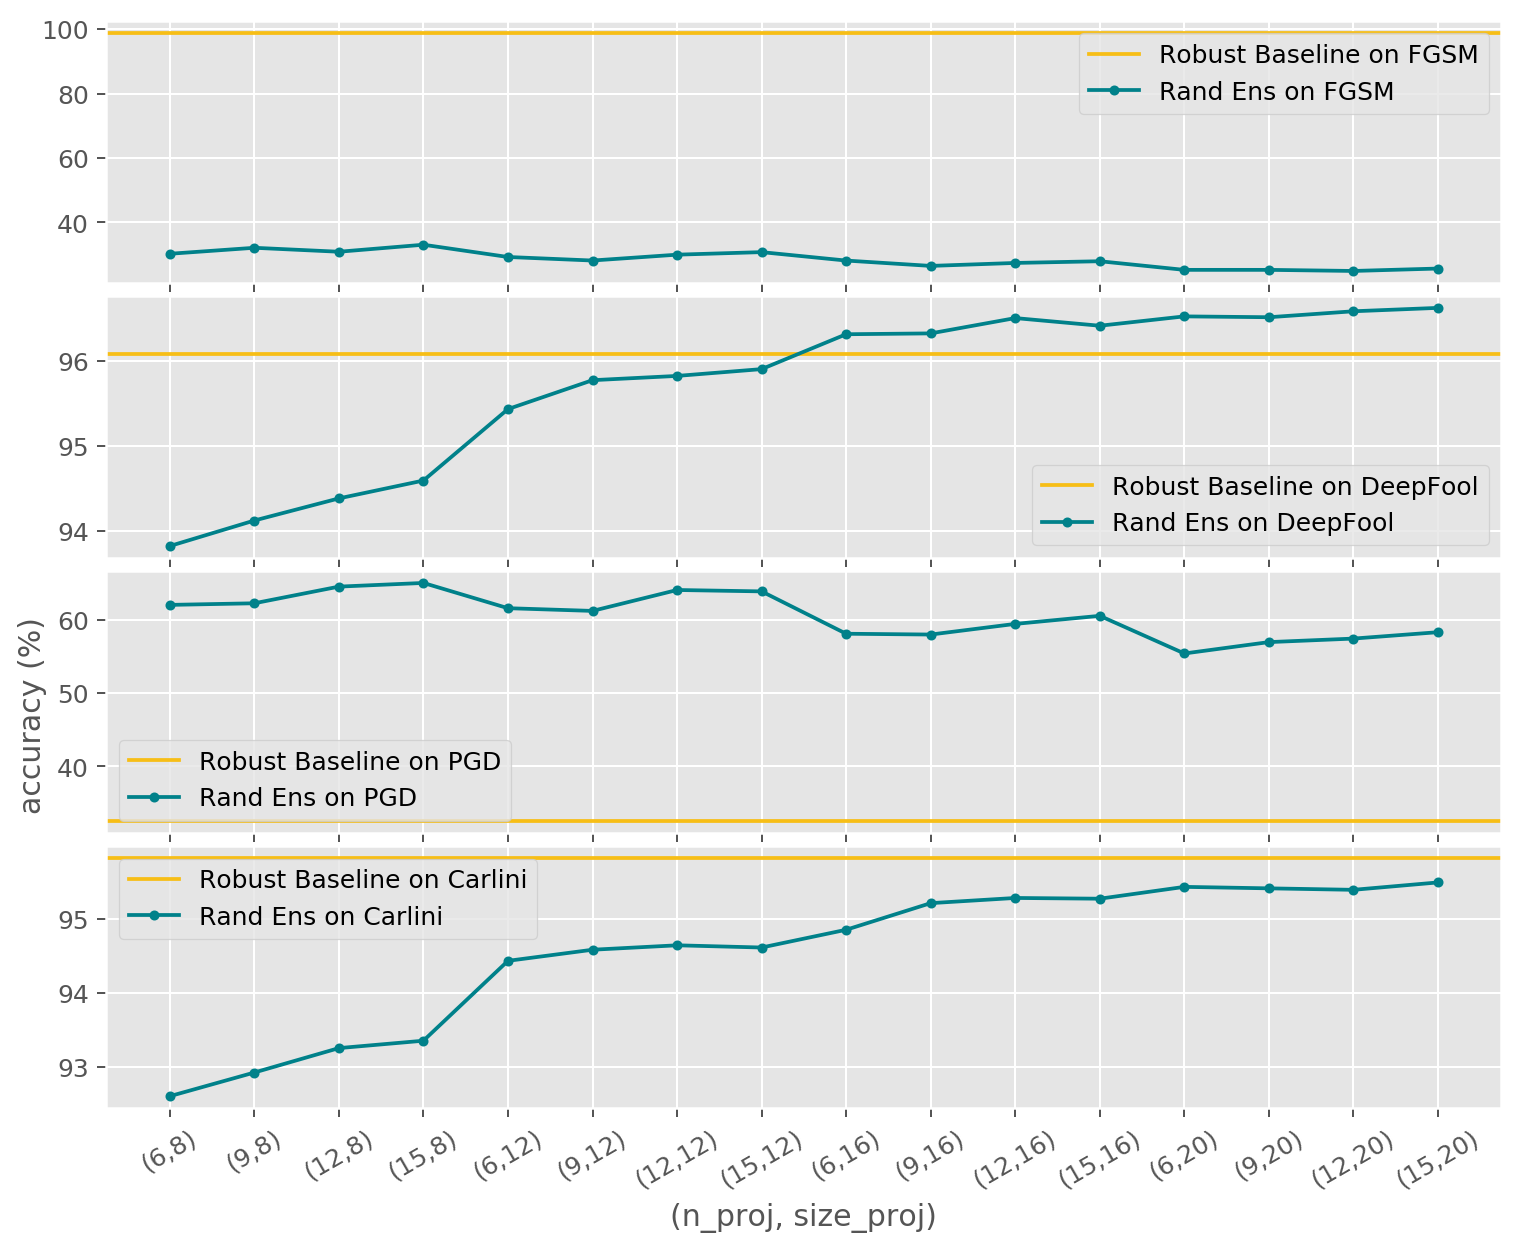 100
80
60
40
Robust Baseline on FGSM
Rand Ens on FGSM
96
95
94
Robust Baseline on DeepFool
Rand Ens on DeepFool
accuracy (%)
60
50
40
Robust Baseline on PGD
Rand Ens on PGD
95
94
93
Robust Baseline on Carlini
Rand Ens on Carlini
(6,8) (9,8) (12,8) (15,8) (6,12) (9,12) (12,12) (15,12) (6,16) (9,16) (12,16) (15,16) (6,20) (9,20) (12,20) (15,20)
(n_proj, size_proj)